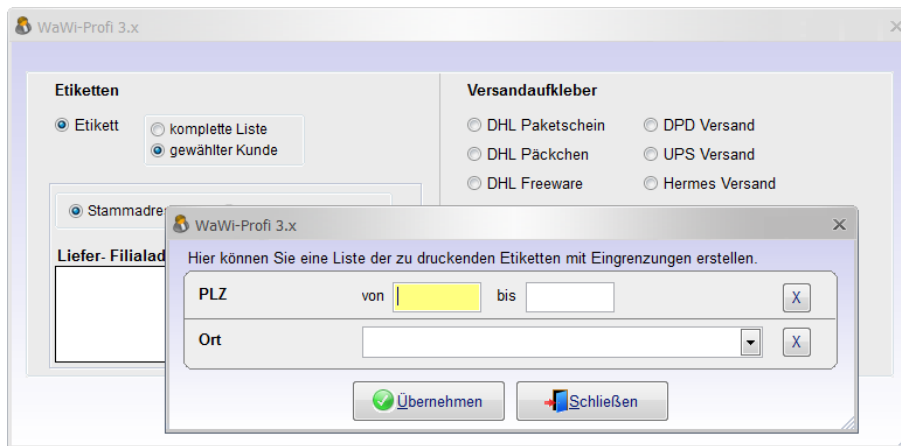 WaWi-Profi 3.x
Etiketten
Versandaufkleber
Etikett
komplette Liste
gewählter Kunde
DHL Paketschein
DPD Versand
DHL Päckchen
UPS Versand
DHL Freeware
Hermes Versand
Stammadre
Liefer- Filialad
WaWi-Profi 3.x
Hier können Sie eine Liste der zu druckenden Etiketten mit Eingrenzungen erstellen.
PLZ von bis X
Ort X
Übernehmen Schließen